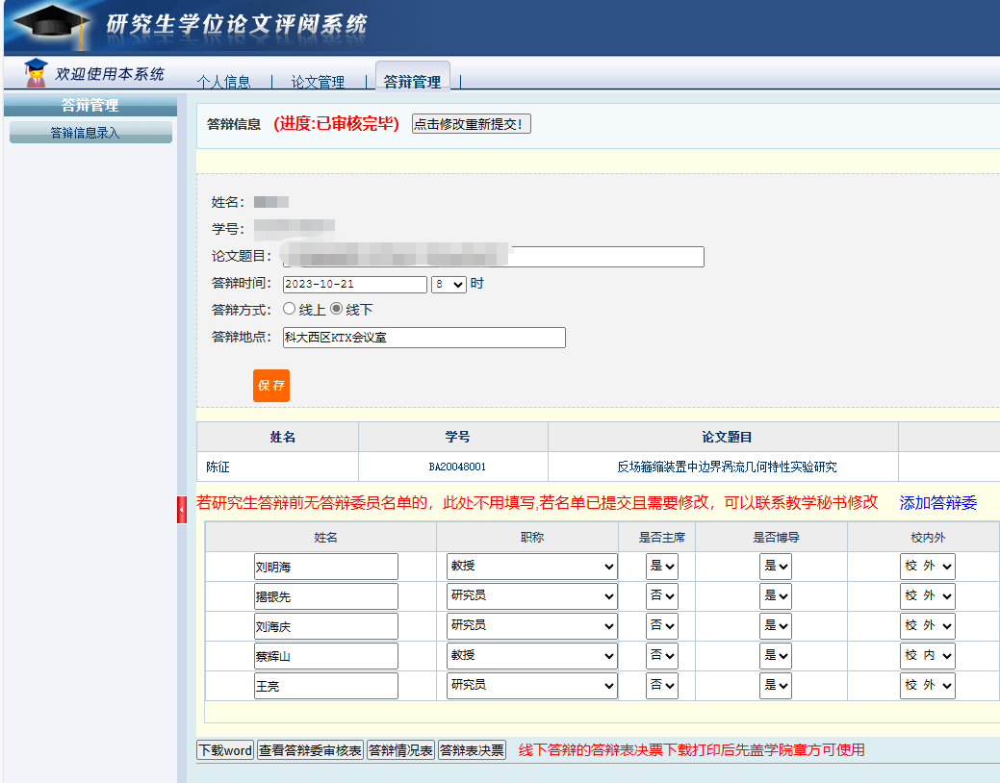 研究生学位论文评阅系统
欢迎使用本系统 个人信息 | 论文管理 | 答辩管理 |
答辩管理
答辩信息录入
答辩信息 (进度:已审核完毕) 点击修改重新提交!
姓名:
学号:
论文题目:
答辩时间: 2023-10-21 8 时
答辩方式: 线上 线下
答辩地点: 科大西区KTX会议室
保存
姓名 学号 论文题目
陈征 BA20048001 反场箍缩装置中边界涡流几何特性实验研究
若研究生答辩前无答辩委员名单的，此处不用填写,若名单已提交且需要修改，可以联系教学秘书修改 添加答辩委
姓名 职称 是否主席 是否博导 校内外
刘明海 教授 是 是 校 外
揭银先 研究员 否 是 校 外
刘海庆 研究员 否 是 校 外
蔡辉山 教授 否 是 校 内
王亮 研究员 否 是 校 外
下载word 查看答辩委审核表 答辩情况表 答辩表决票 线下答辩的答辩表决票下载打印后先盖学院章方可使用